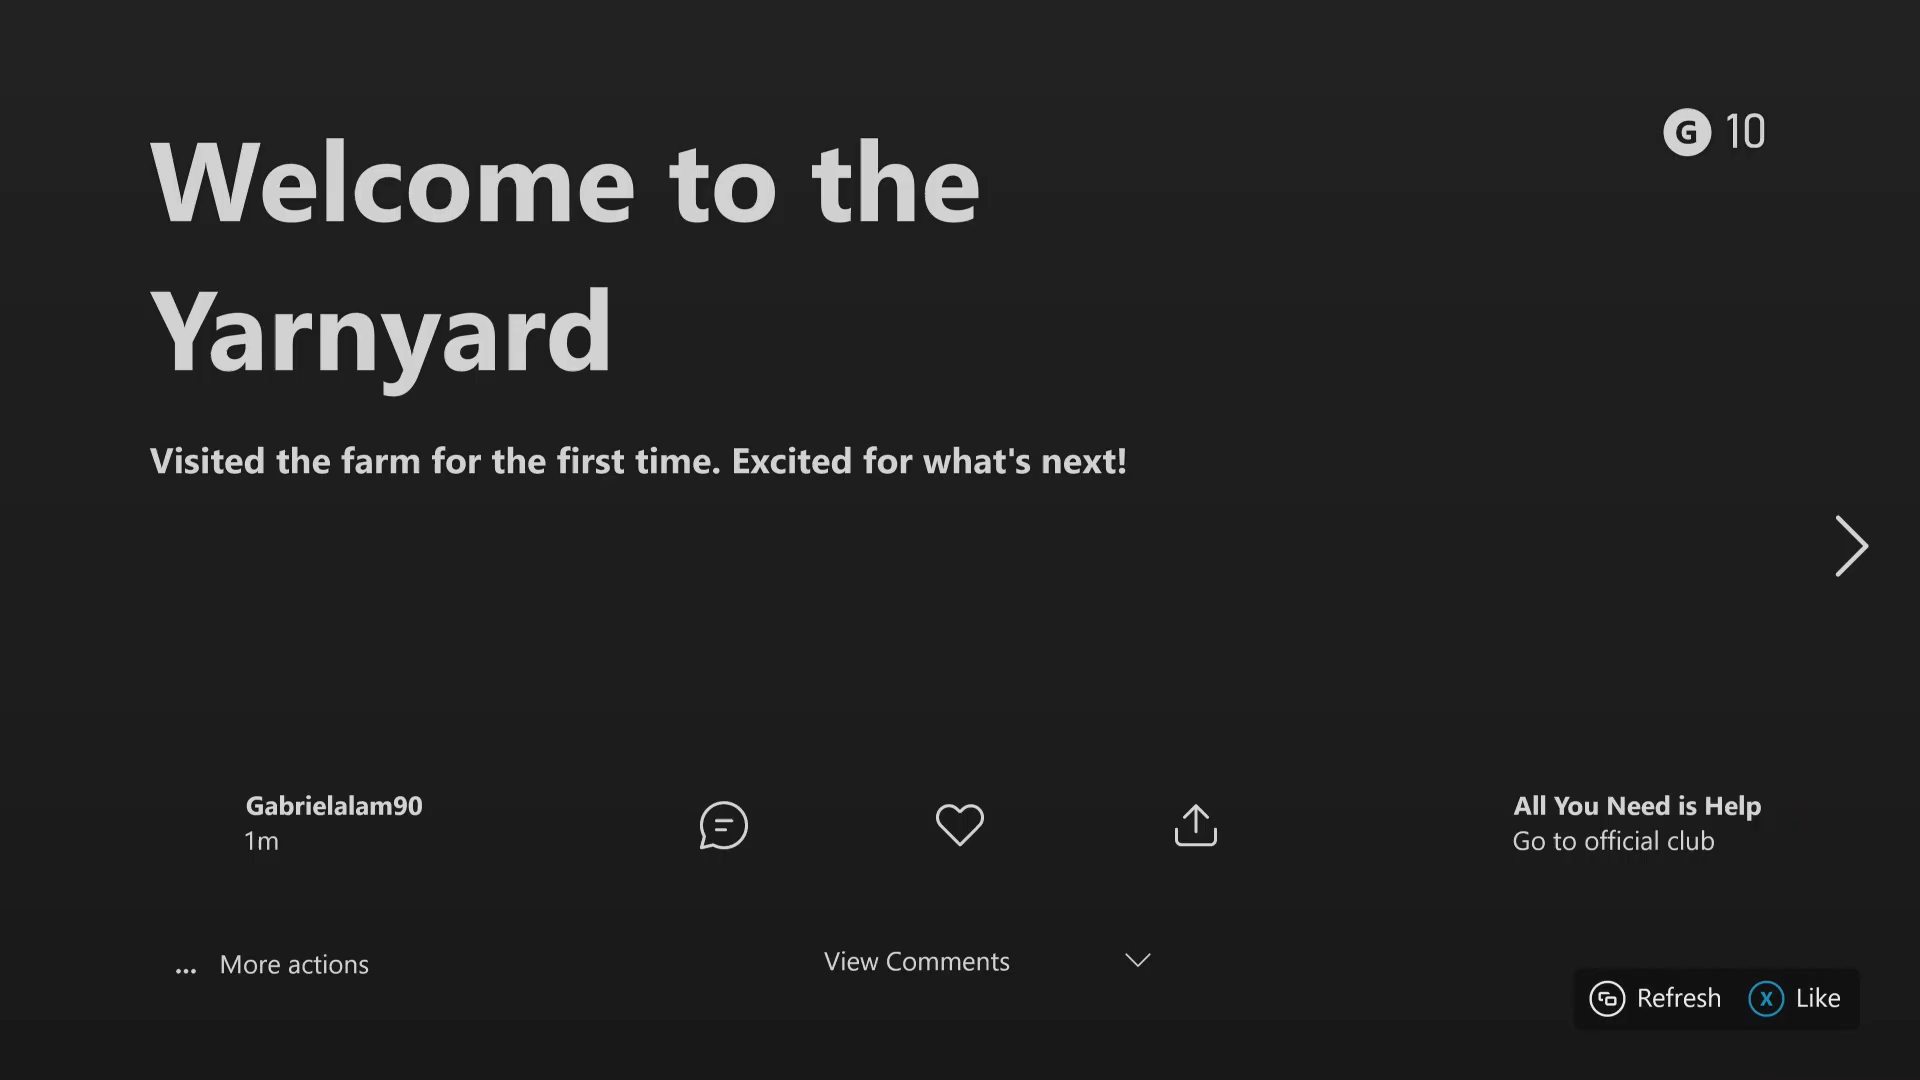 G 10
Welcome to the
Yarnyard
Visited the farm for the first time. Excited for what's next!
Gabrielalam90
1m
All You Need is Help
Go to official club
... More actions
View Comments
Refresh X Like